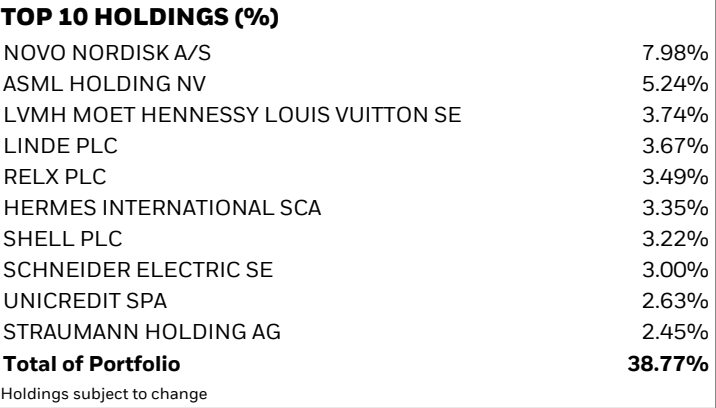 TOP 10 HOLDINGS (%)
NOVO NORDISK A/S 7.98%
ASML HOLDING NV 5.24%
LVMH MOET HENNESSY LOUIS VUITTON SE 3.74%
LINDE PLC 3.67%
RELX PLC 3.49%
HERMES INTERNATIONAL SCA 3.35%
SHELL PLC 3.22%
SCHNEIDER ELECTRIC SE 3.00%
UNICREDIT SPA 2.63%
STRAUMANN HOLDING AG 2.45%
Total of Portfolio 38.77%
Holdings subject to change